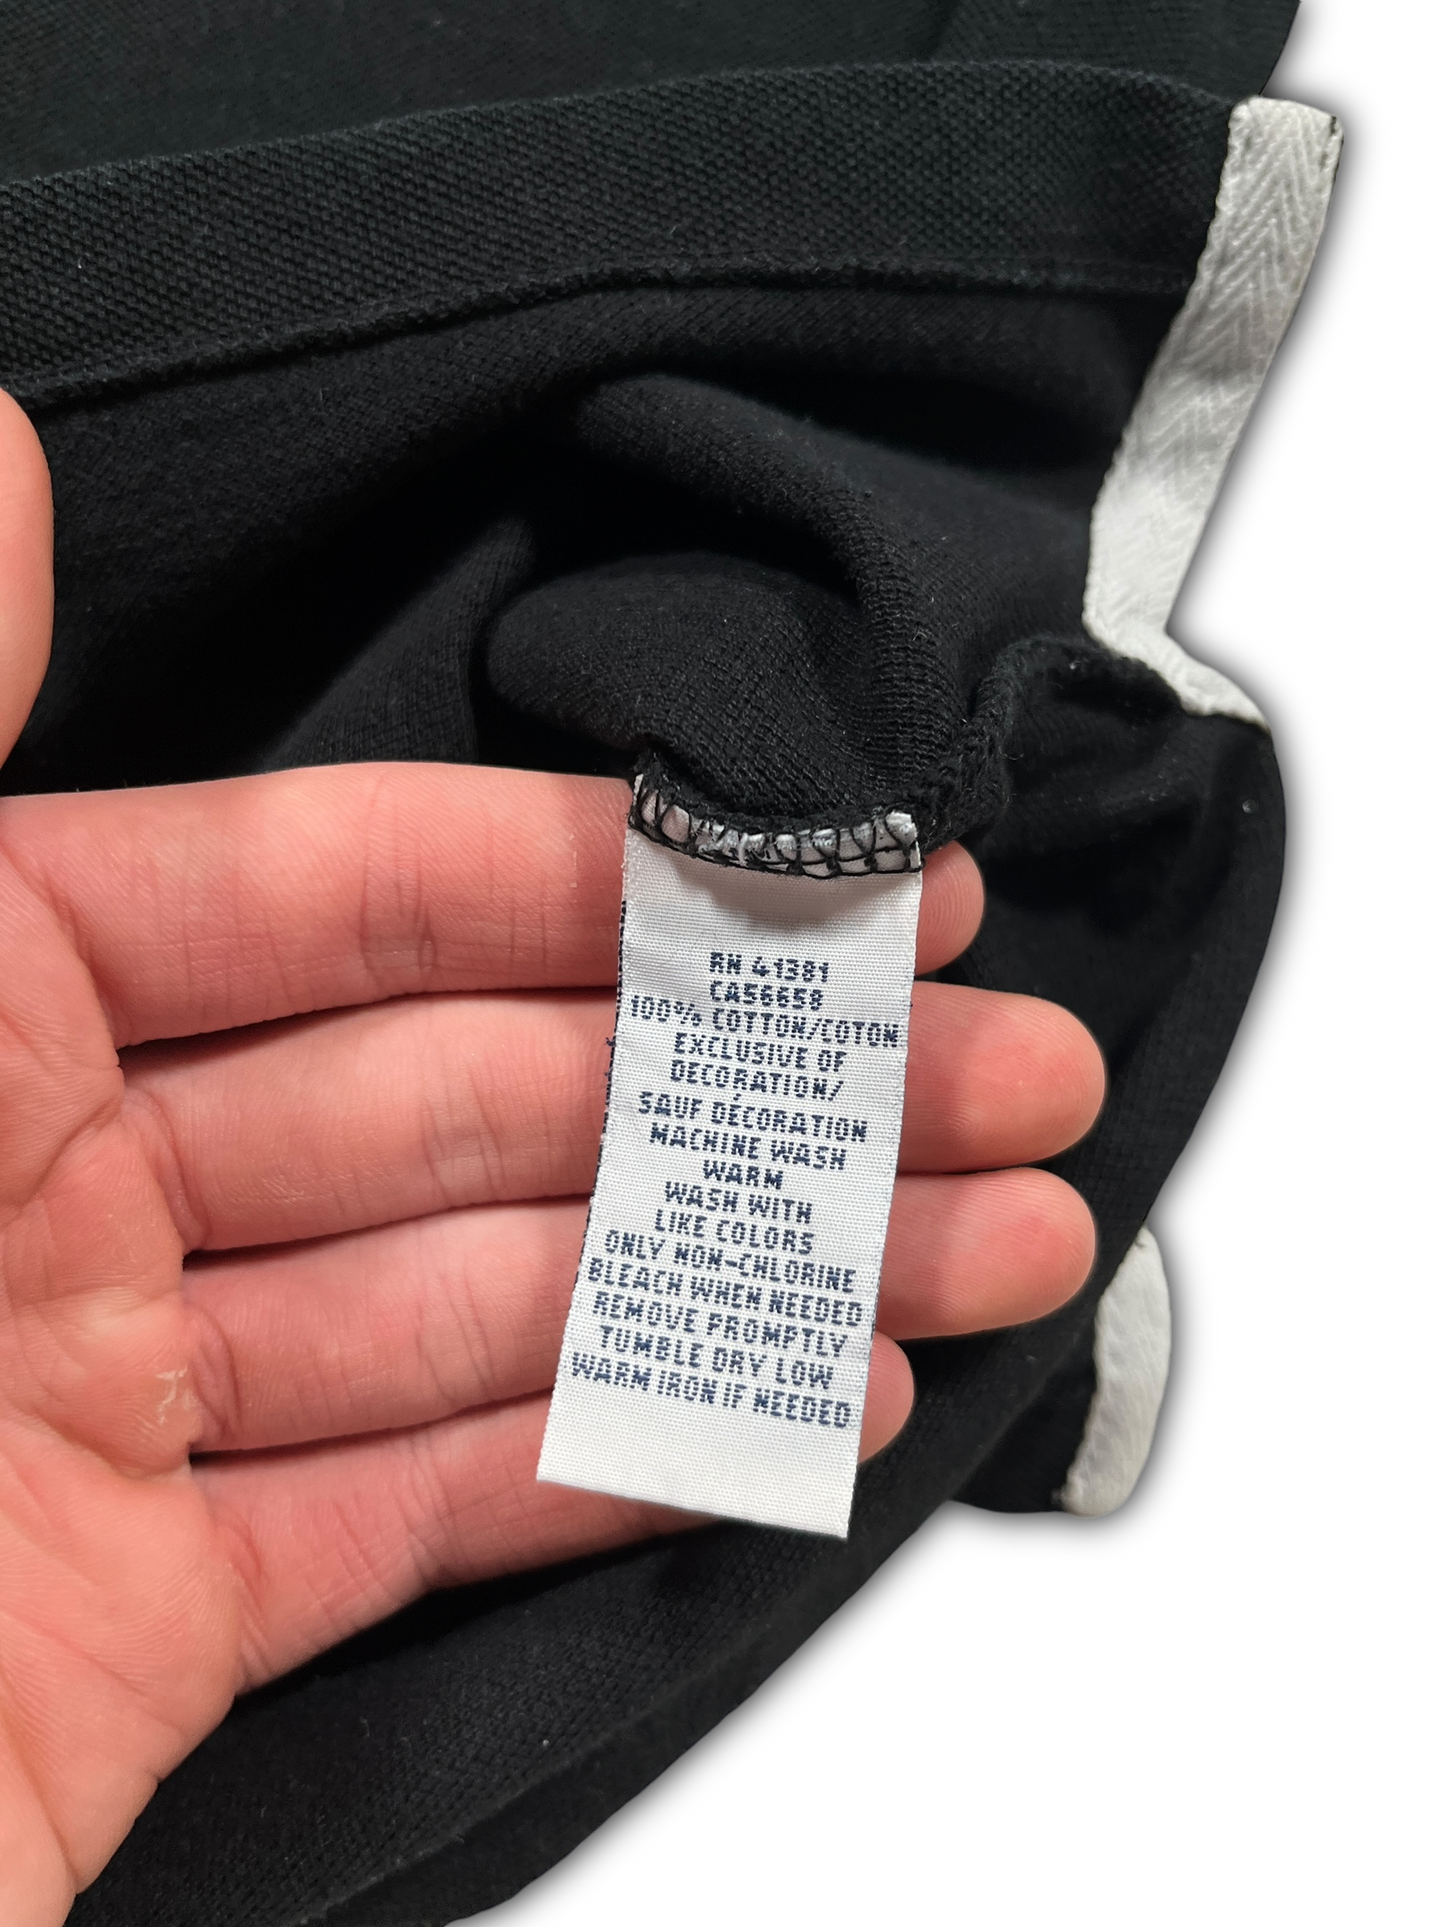 RN 41381
CA56658
100% COTTON/COTON
EXCLUSIVE OF
DECORATION/
SAUF DÉCORATION
MACHINE WASH
WARM
WASH WITH
LIKE COLORS
ONLY NON-CHLORINE
BLEACH WHEN NEEDED
REMOVE PROMPTLY
TUMBLE DRY LOW
WARM IRON IF NEEDED